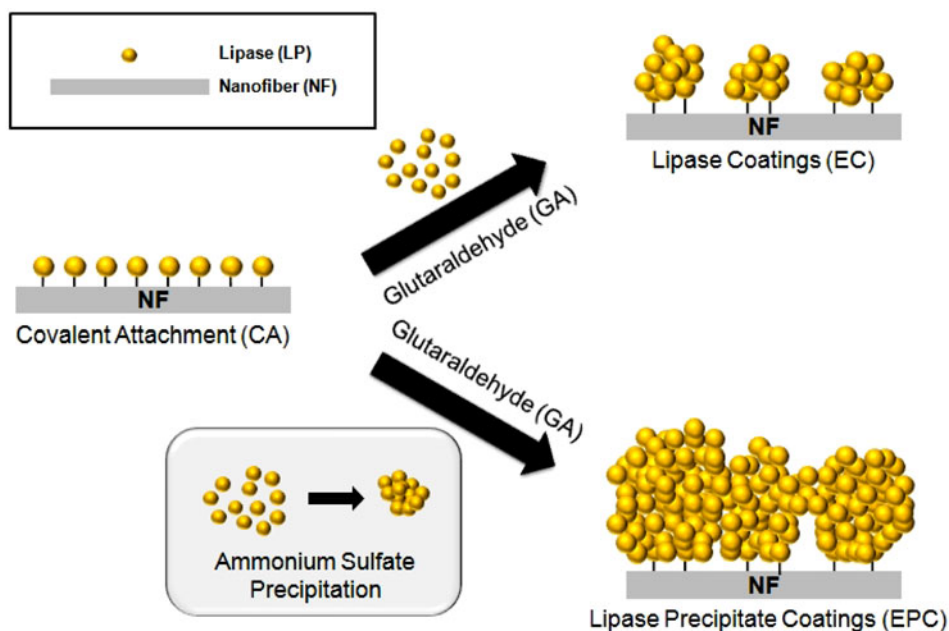 Lipase (LP)
Nanofiber (NF)
NF
Lipase Coatings (EC)
Glutaraldehyde (GA)
NF
Covalent Attachment (CA)
Glutaraldehyde (GA)
Ammonium Sulfate
Precipitation
NF
Lipase Precipitate Coatings (EPC)